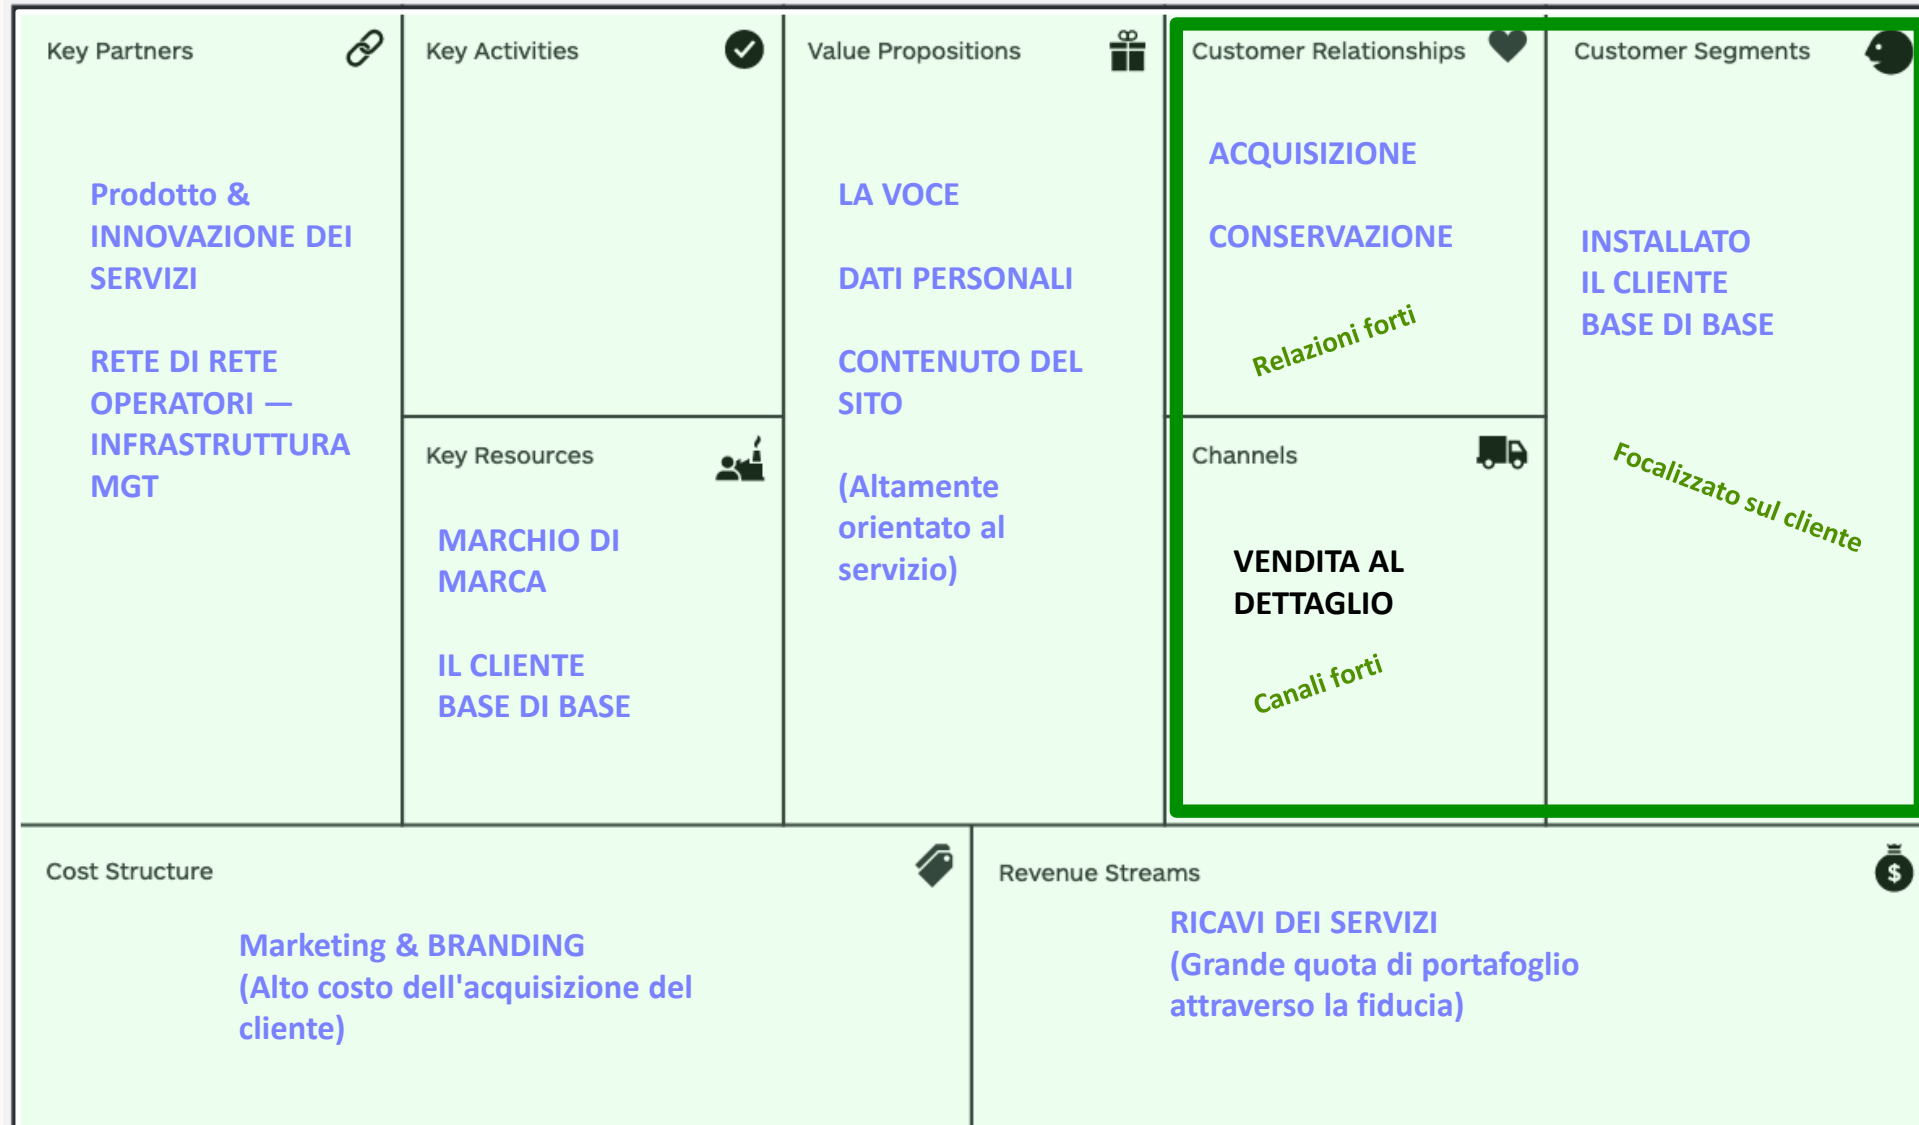 Key Partners
Prodotto &
INNOVAZIONE DEI
SERVIZI
RETE DI RETE
OPERATORI —
INFRASTRUTTURA
MGT
Key Activities
Key Resources
MARCHIO DI
MARCA
IL CLIENTE
BASE DI BASE
Value Propositions
LA VOCE
DATI PERSONALI
CONTENUTO DEL
SITO
(Altamente
orientato al
servizio)
Customer Relationships
ACQUISIZIONE
CONSERVAZIONE
Relazioni forti
Channels
VENDITA AL
DETTAGLIO
Canali forti
Customer Segments
INSTALLATO
IL CLIENTE
BASE DI BASE
Focalizzato sul cliente
Cost Structure
Marketing & BRANDING
(Alto costo dell'acquisizione del
cliente)
Revenue Streams
$
RICAVI DEI SERVIZI
(Grande quota di portafoglio
attraverso la fiducia)